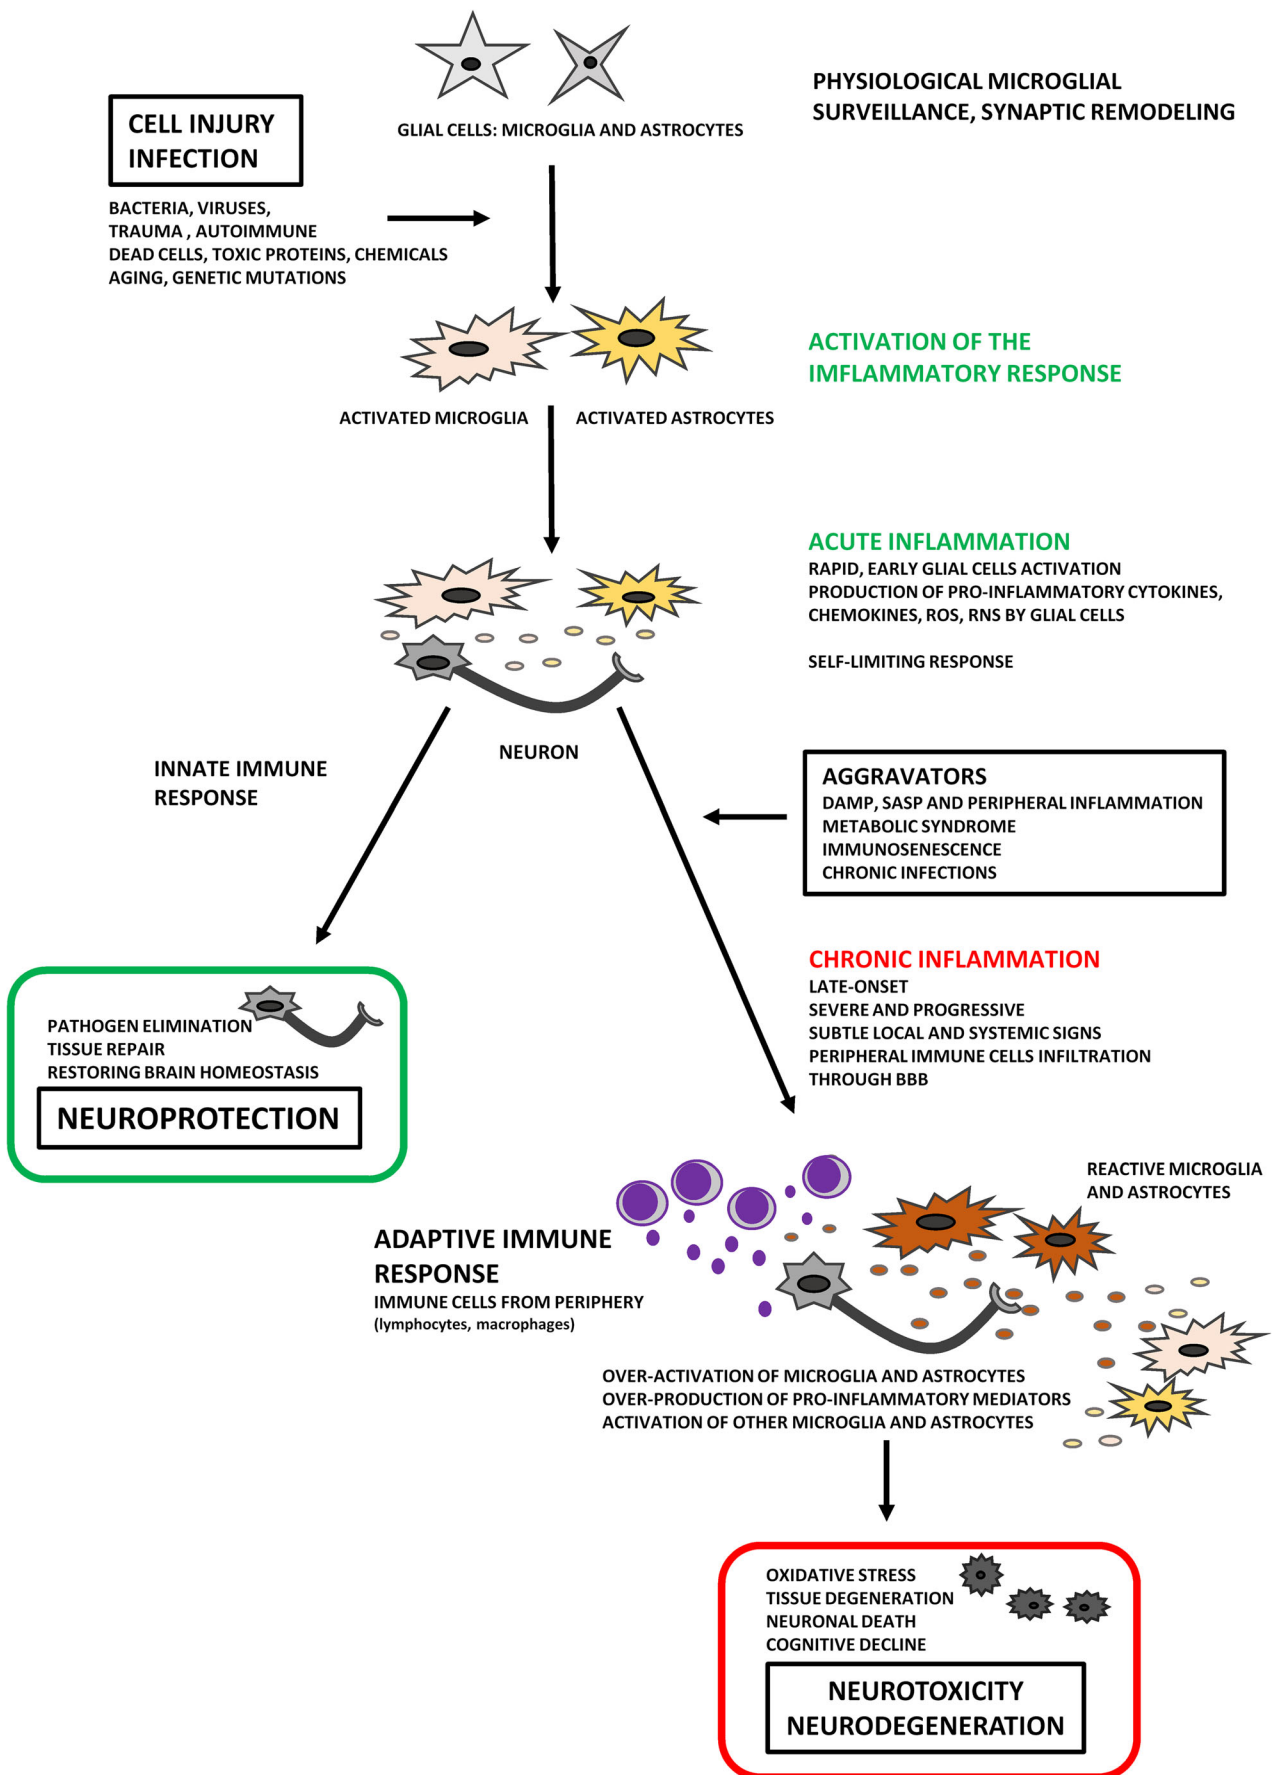 PHYSIOLOGICAL MICROGLIAL
SURVEILLANCE, SYNAPTIC REMODELING
GLIAL CELLS: MICROGLIA AND ASTROCYTES
CELL INJURY
INFECTION
BACTERIA, VIRUSES,
TRAUMA , AUTOIMMUNE
DEAD CELLS, TOXIC PROTEINS, CHEMICALS
AGING, GENETIC MUTATIONS
ACTIVATION OF THE
IMFLAMMATORY RESPONSE
ACTIVATED MICROGLIA
ACTIVATED ASTROCYTES
ACUTE INFLAMMATION
RAPID, EARLY GLIAL CELLS ACTIVATION
PRODUCTION OF PRO-INFLAMMATORY CYTOKINES,
CHEMOKINES, ROS, RNS BY GLIAL CELLS
SELF-LIMITING RESPONSE
NEURON
INNATE IMMUNE
RESPONSE
AGGRAVATORS
DAMP, SASP AND PERIPHERAL INFLAMMATION
METABOLIC SYNDROME
IMMUNOSENESCENCE
CHRONIC INFECTIONS
PATHOGEN ELIMINATION
TISSUE REPAIR
RESTORING BRAIN HOMEOSTASIS
NEUROPROTECTION
CHRONIC INFLAMMATION
LATE-ONSET
SEVERE AND PROGRESSIVE
SUBTLE LOCAL AND SYSTEMIC SIGNS
PERIPHERAL IMMUNE CELLS INFILTRATION
THROUGH BBB
REACTIVE MICROGLIA
AND ASTROCYTES
ADAPTIVE IMMUNE
RESPONSE
IMMUNE CELLS FROM PERIPHERY
(lymphocytes, macrophages)
OVER-ACTIVATION OF MICROGLIA AND ASTROCYTES
OVER-PRODUCTION OF PRO-INFLAMMATORY MEDIATORS
ACTIVATION OF OTHER MICROGLIA AND ASTROCYTES
OXIDATIVE STRESS
TISSUE DEGENERATION
NEURONAL DEATH
COGNITIVE DECLINE
NEUROTOXICITY
NEURODEGENERATION